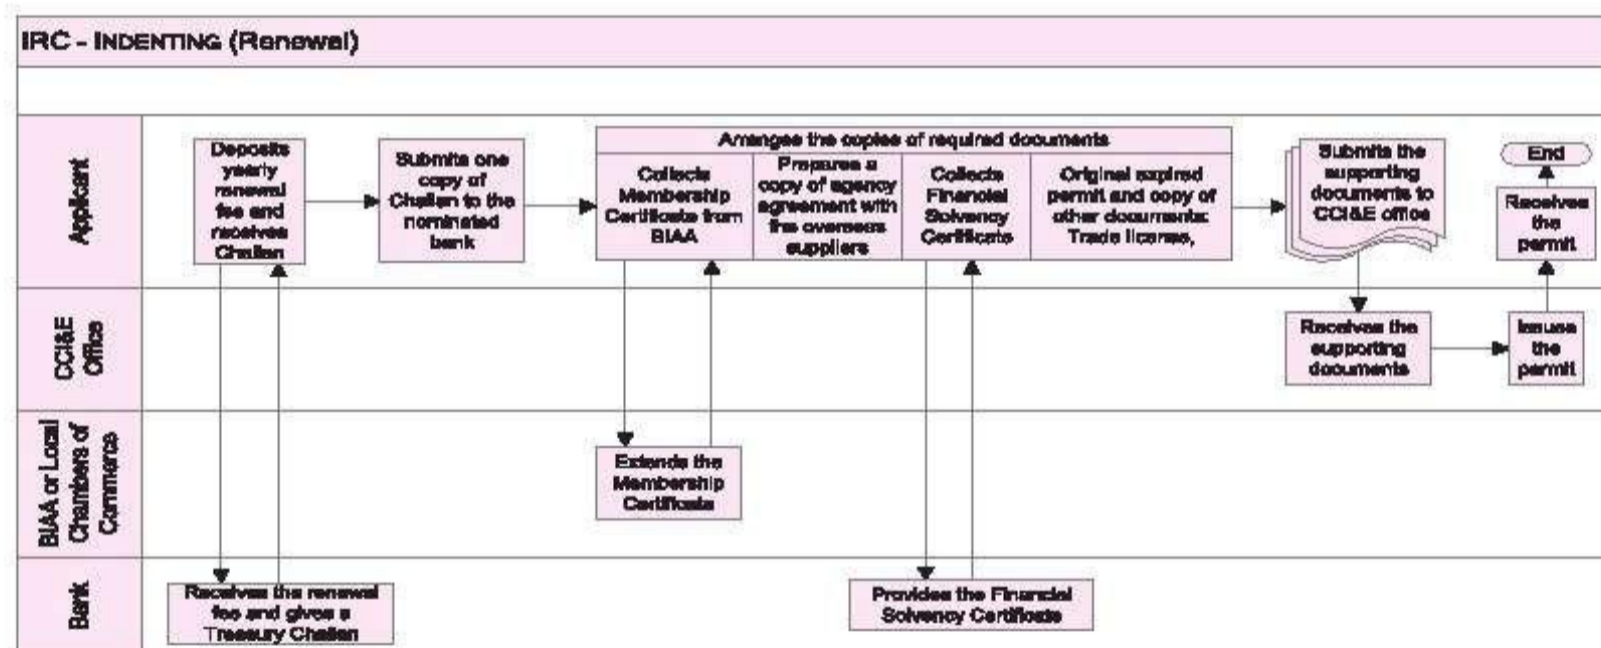 IRC - INDENTING (Renewal)
Applicant
Deposits
yearly
renewal
fee and
receives
Challan
Submits one
copy of
Challan to the
nominated
bank
Arranges the copies of required documents
Collects
Membership
Certificate from
BIAA
Prepares a
copy of agency
agreement with
the overseas
suppliers
Collects
Financial
Solvency
Certificate
Original expired
permit and copy of
other documents:
Trade license,
Submits the
supporting
documents to
CCI&E office
End
Receives
the
permit
CCI&E
Office
Receives the
supporting
documents
Issues
the
permit
BIAA or Local
Chambers of
Commerce
Extends the
Membership
Certificate
Bank
Receives the renewal
fee and gives a
Treasury Challan
Provides the Financial
Solvency Certificate